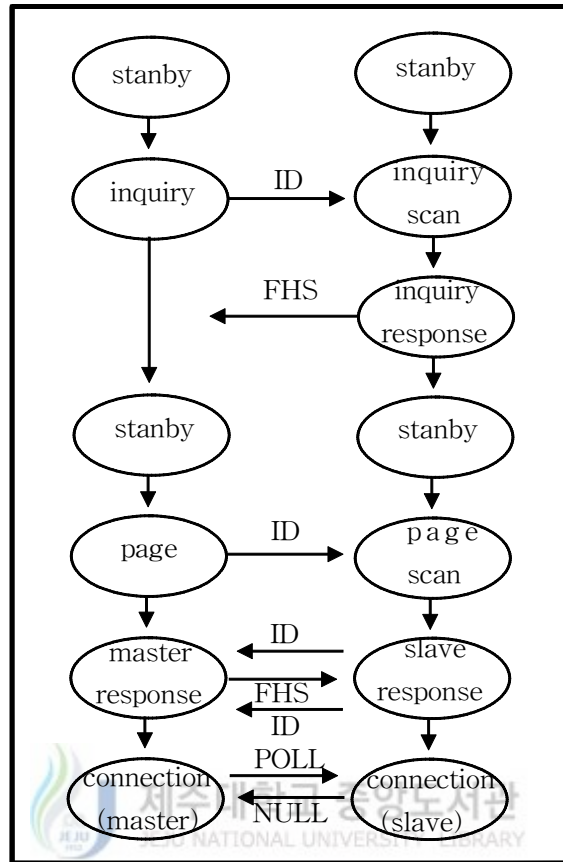 stanby stanby
inquiry ID inquiry
scan
FHS inquiry
response
stanby stanby
page ID page
scan
ID
master slave
response response
FHS
ID
connection POLL connection
(master) NULL (slave)
제주대학교 중앙도서관
JEJU NATIONAL UNIVERSITY LIBRARY
JEJU
1952